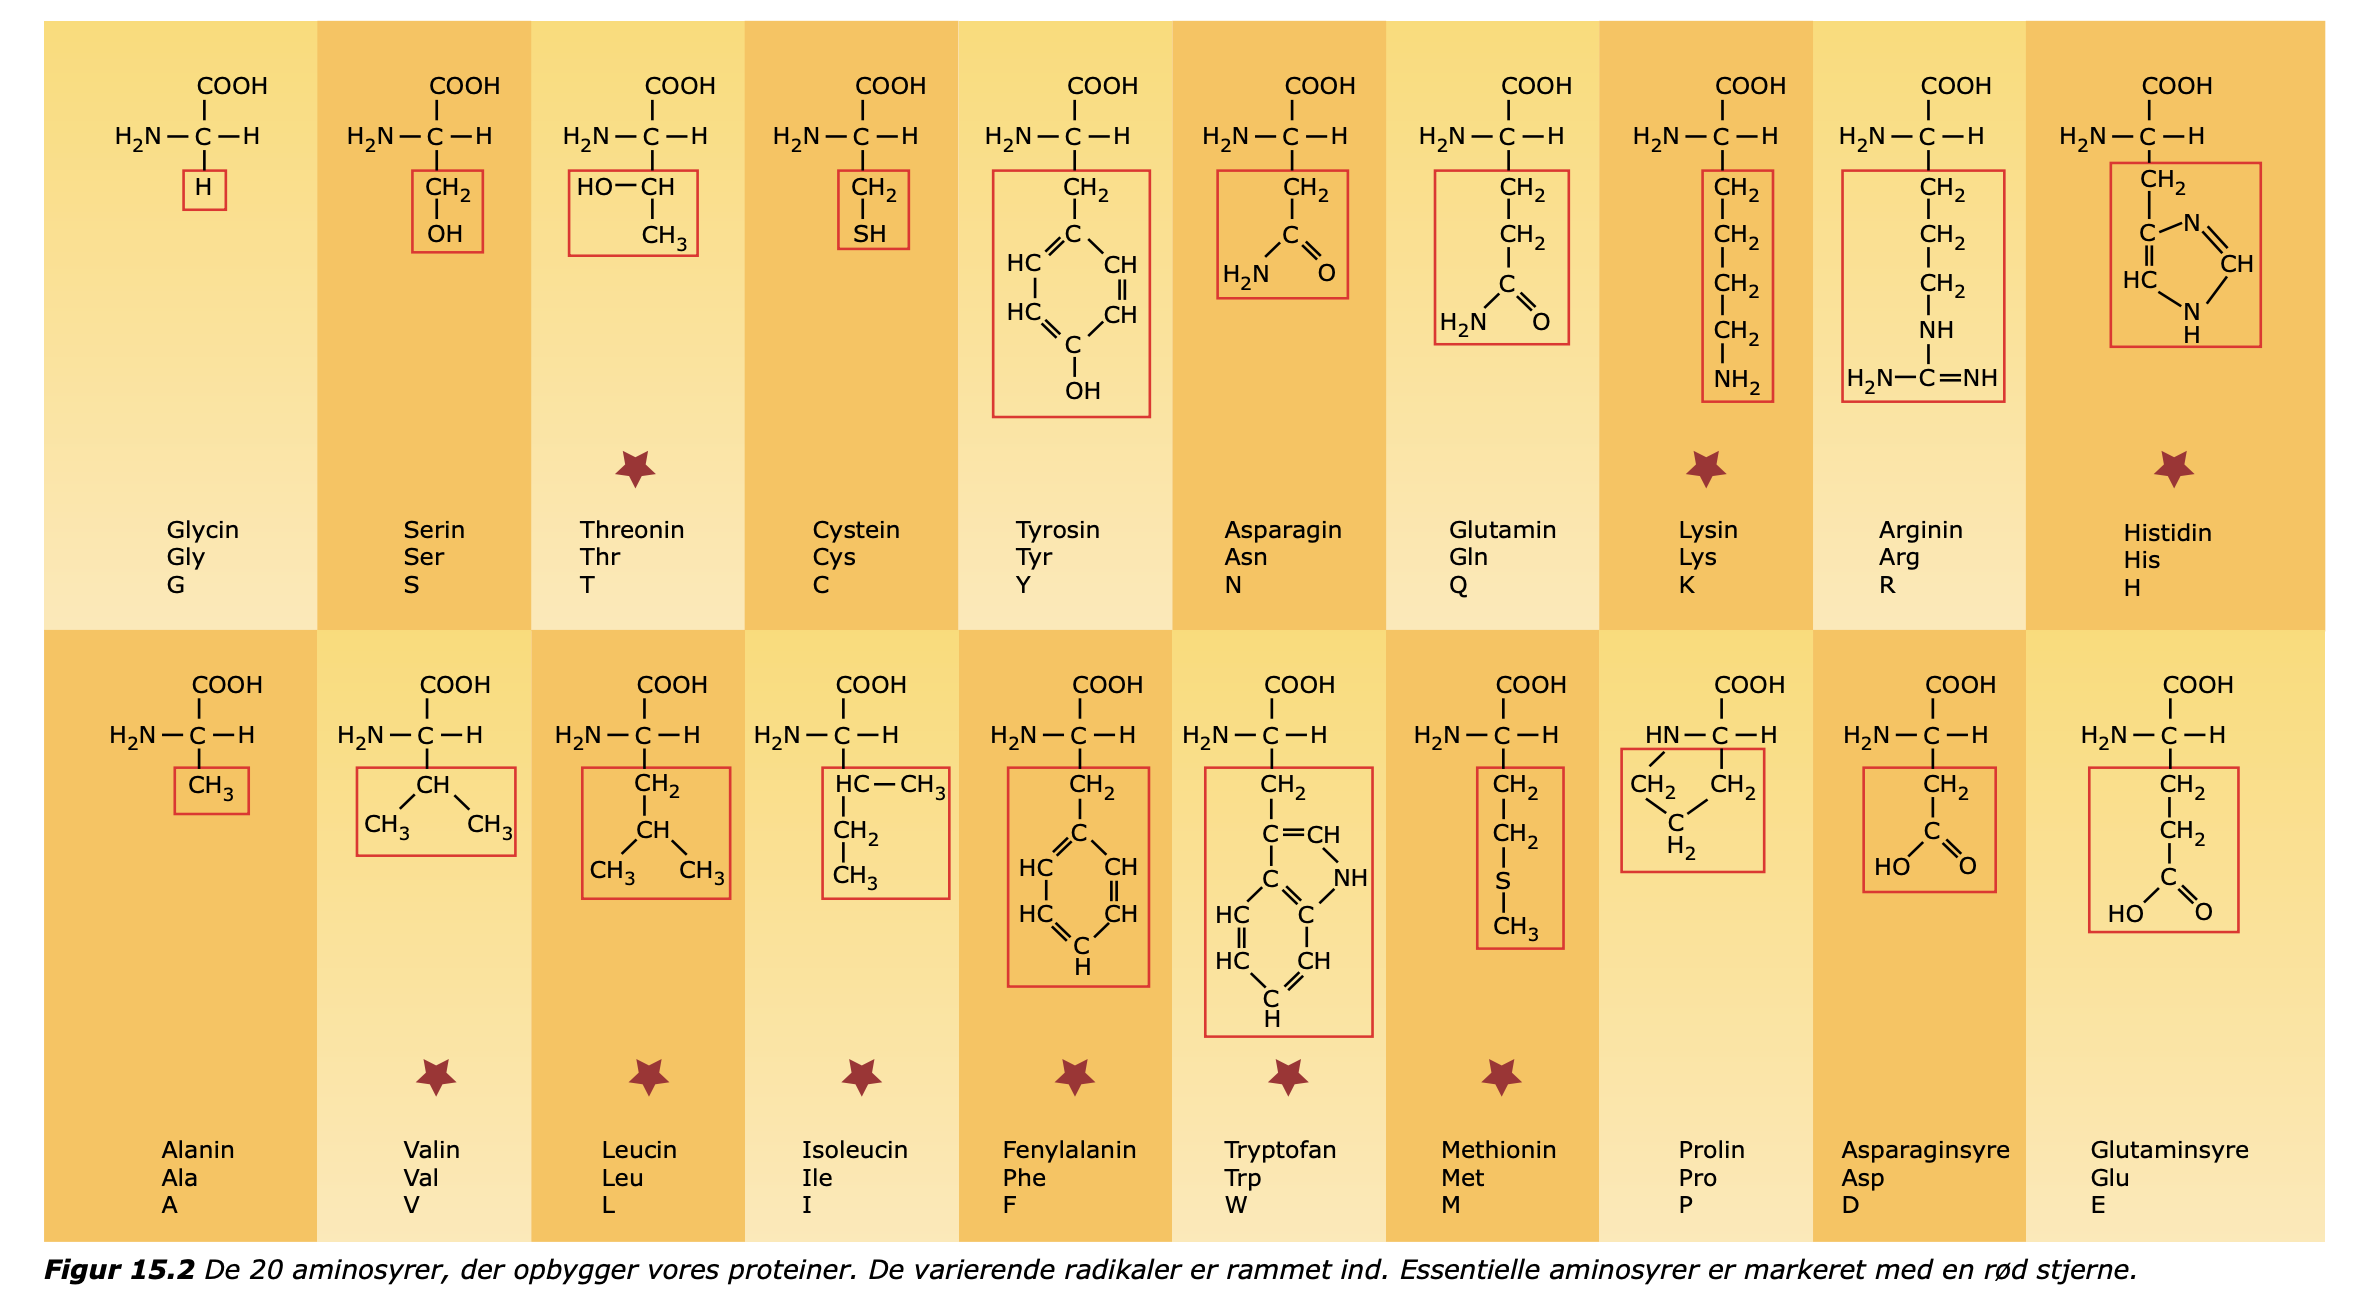 COOH COOH COOH COOH COOH COOH COOH COOH COOH COOH
H₂N—C—H H₂N—C—H H₂N—C—H H₂N—C—H H₂N—C—H H₂N—C—H H₂N—C—H H₂N—C—H H₂N—C—H H₂N—C—H
H CH₂ HO—CH CH₂ CH₂ CH₂ CH₂ CH₂ CH₂ CH₂
OH CH₃ SH C C CH₂ CH₂ CH₂ C N
HC CH H₂N O C CH₂ CH₂ HC CH
HC CH H₂N O CH₂ NH N
C NH₂ H₂N—C=NH H
OH
Glycin Serin Threonin Cystein Tyrosin Asparagin Glutamin Lysin Arginin Histidin
Gly Ser Thr Cys Tyr Asn Gln Lys Arg His
G S T C Y N Q K R H
COOH COOH COOH COOH COOH COOH COOH COOH COOH COOH
H₂N—C—H H₂N—C—H H₂N—C—H H₂N—C—H H₂N—C—H H₂N—C—H H₂N—C—H HN—C—H H₂N—C—H H₂N—C—H
CH₃ CH CH₂ HC—CH₃ CH₂ CH₂ CH₂ CH₂ CH₂ CH₂ CH₂
CH₃ CH₃ CH CH₂ C C=CH CH₂ C C CH₂
CH₃ CH₃ CH₃ HC CH C NH S H₂ HO O C
HC CH HC C CH₃ HO O
C HC CH
H C
H
Alanin Valin Leucin Isoleucin Fenylalanin Tryptofan Methionin Prolin Asparaginsyre Glutaminsyre
Ala Val Leu Ile Phe Trp Met Pro Asp Glu
A V L I F W M P D E
Figur 15.2 De 20 aminosyrer, der opbygger vores proteiner. De varierende radikaler er rammet ind. Essentielle aminosyrer er markeret med en rød stjerne.